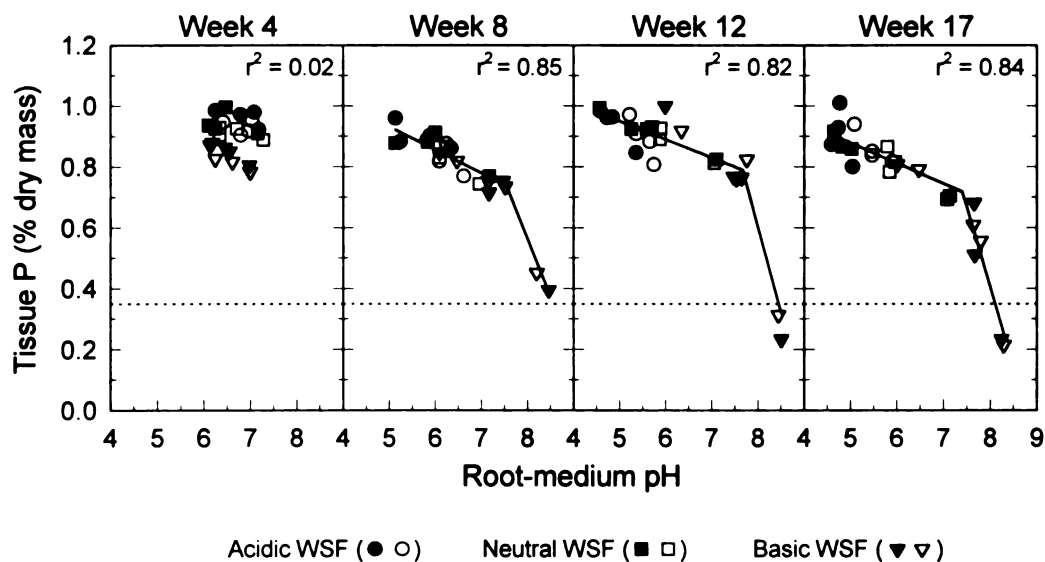 Week 4 Week 8 Week 12 Week 17
r² = 0.02 r² = 0.85 r² = 0.82 r² = 0.84
Tissue P (% dry mass)
1.2
1.0
0.8
0.6
0.4
0.2
0.0
4 5 6 7 8 4 5 6 7 8 4 5 6 7 8 4 5 6 7 8 9
Root-medium pH
Acidic WSF (● ○) Neutral WSF (■ □) Basic WSF (▼ ▽)